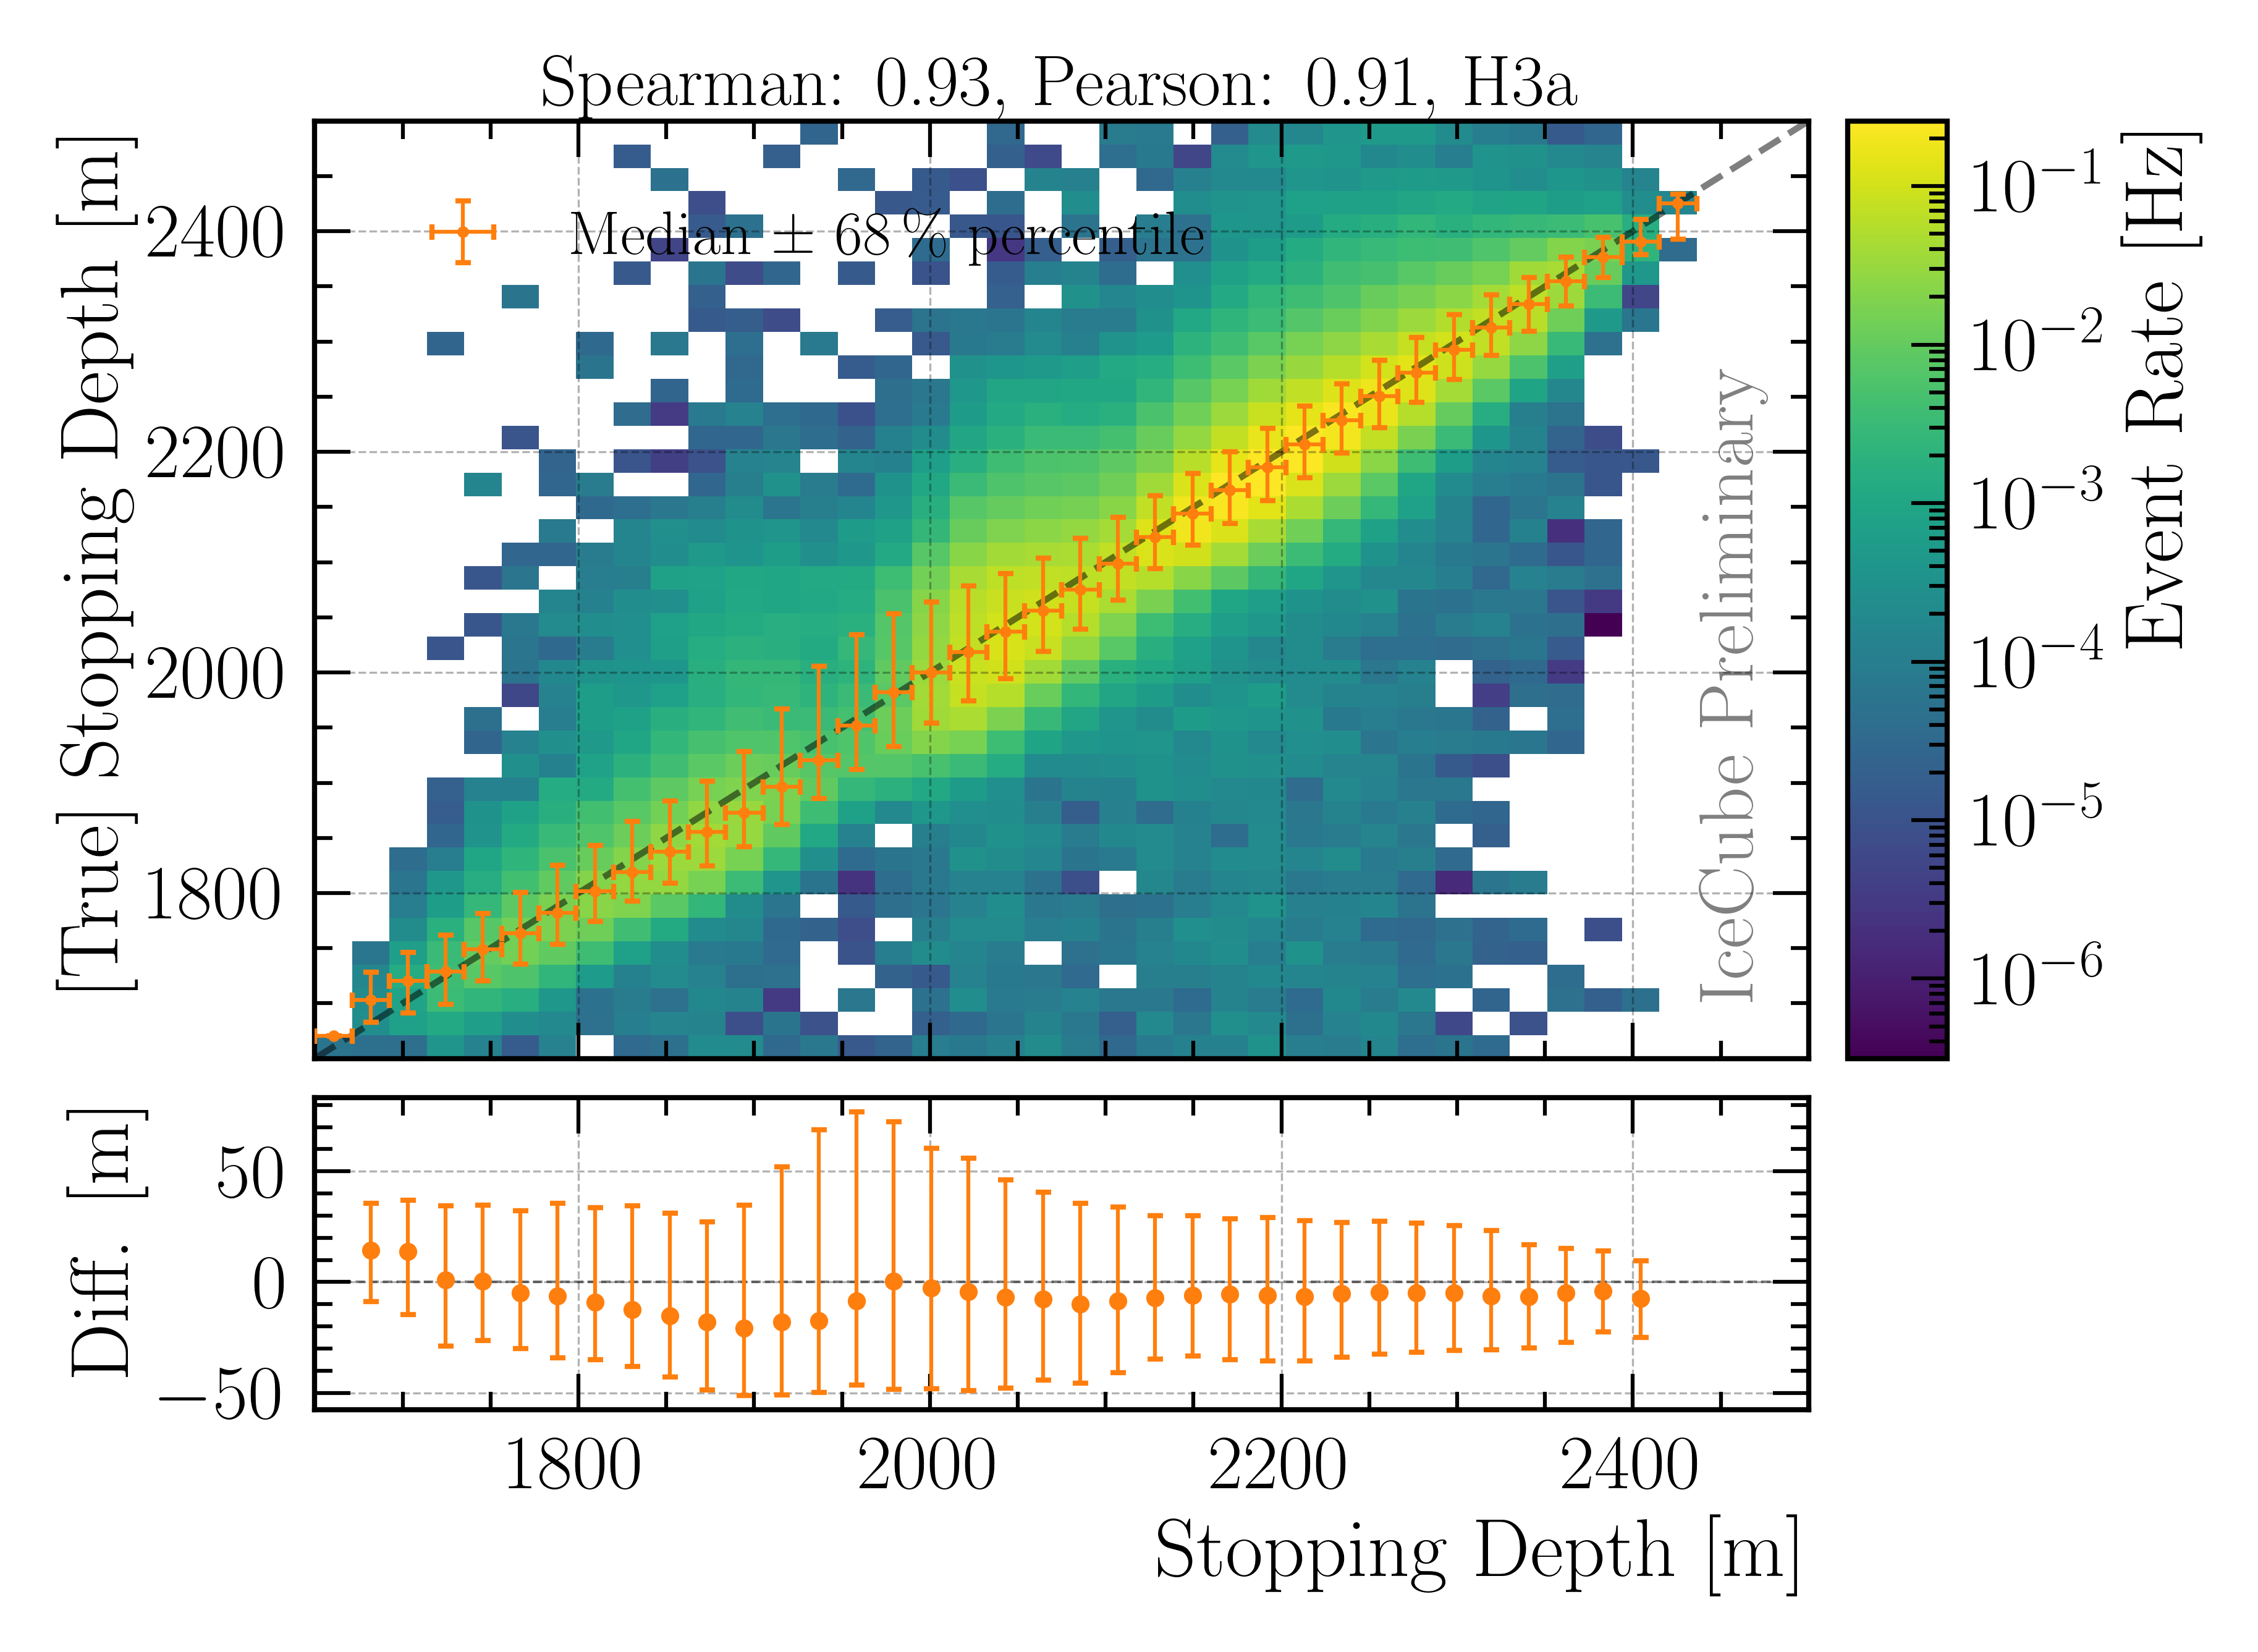 Spearman: 0.93, Pearson: 0.91, H3a
[True] Stopping Depth [m]
2400
2200
2000
1800
Median ± 68 % percentile
IceCube Preliminary
10⁻¹
10⁻²
10⁻³
10⁻⁴
10⁻⁵
10⁻⁶
Event Rate [Hz]
Diff. [m]
50
0
−50
1800 2000 2200 2400
Stopping Depth [m]